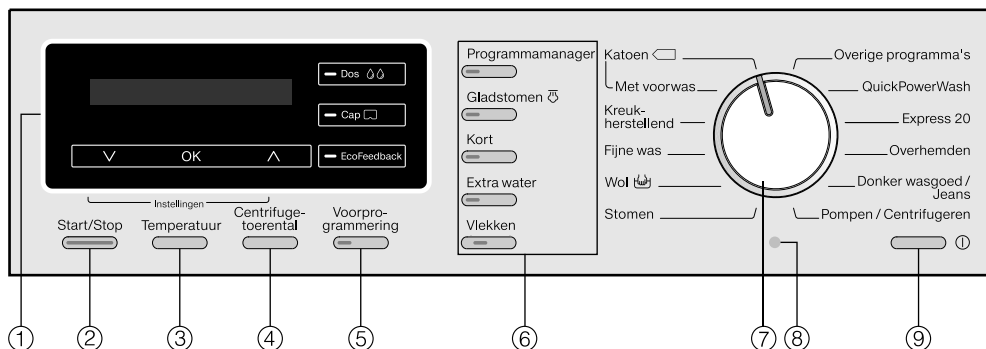 Dos
Cap
EcoFeedback
OK
Instellingen
Start/Stop
Temperatuur
Centrifuge-
toerental
Voorpro-
grammering
Programmamanager
Gladstomen
Kort
Extra water
Vlekken
Katoen
Met voorwas
Kreuk-
herstellend
Fijne was
Wol
Stomen
Overige programma's
QuickPowerWash
Express 20
Overhemden
Donker wasgoed /
Jeans
Pompen / Centrifugeren
① ② ③ ④ ⑤ ⑥ ⑦ ⑧ ⑨